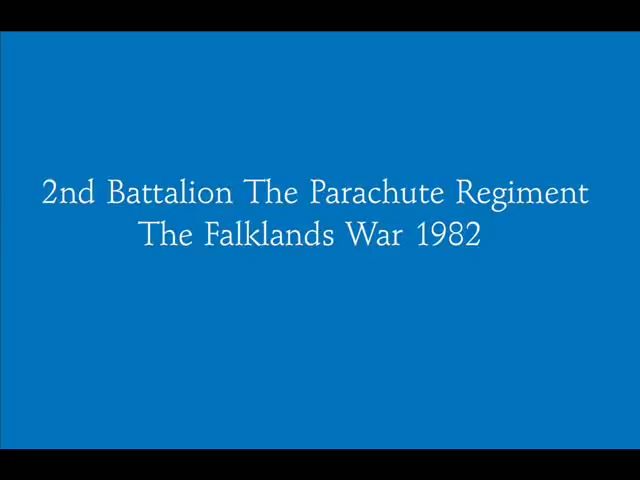 2nd Battalion The Parachute Regiment
The Falklands War 1982